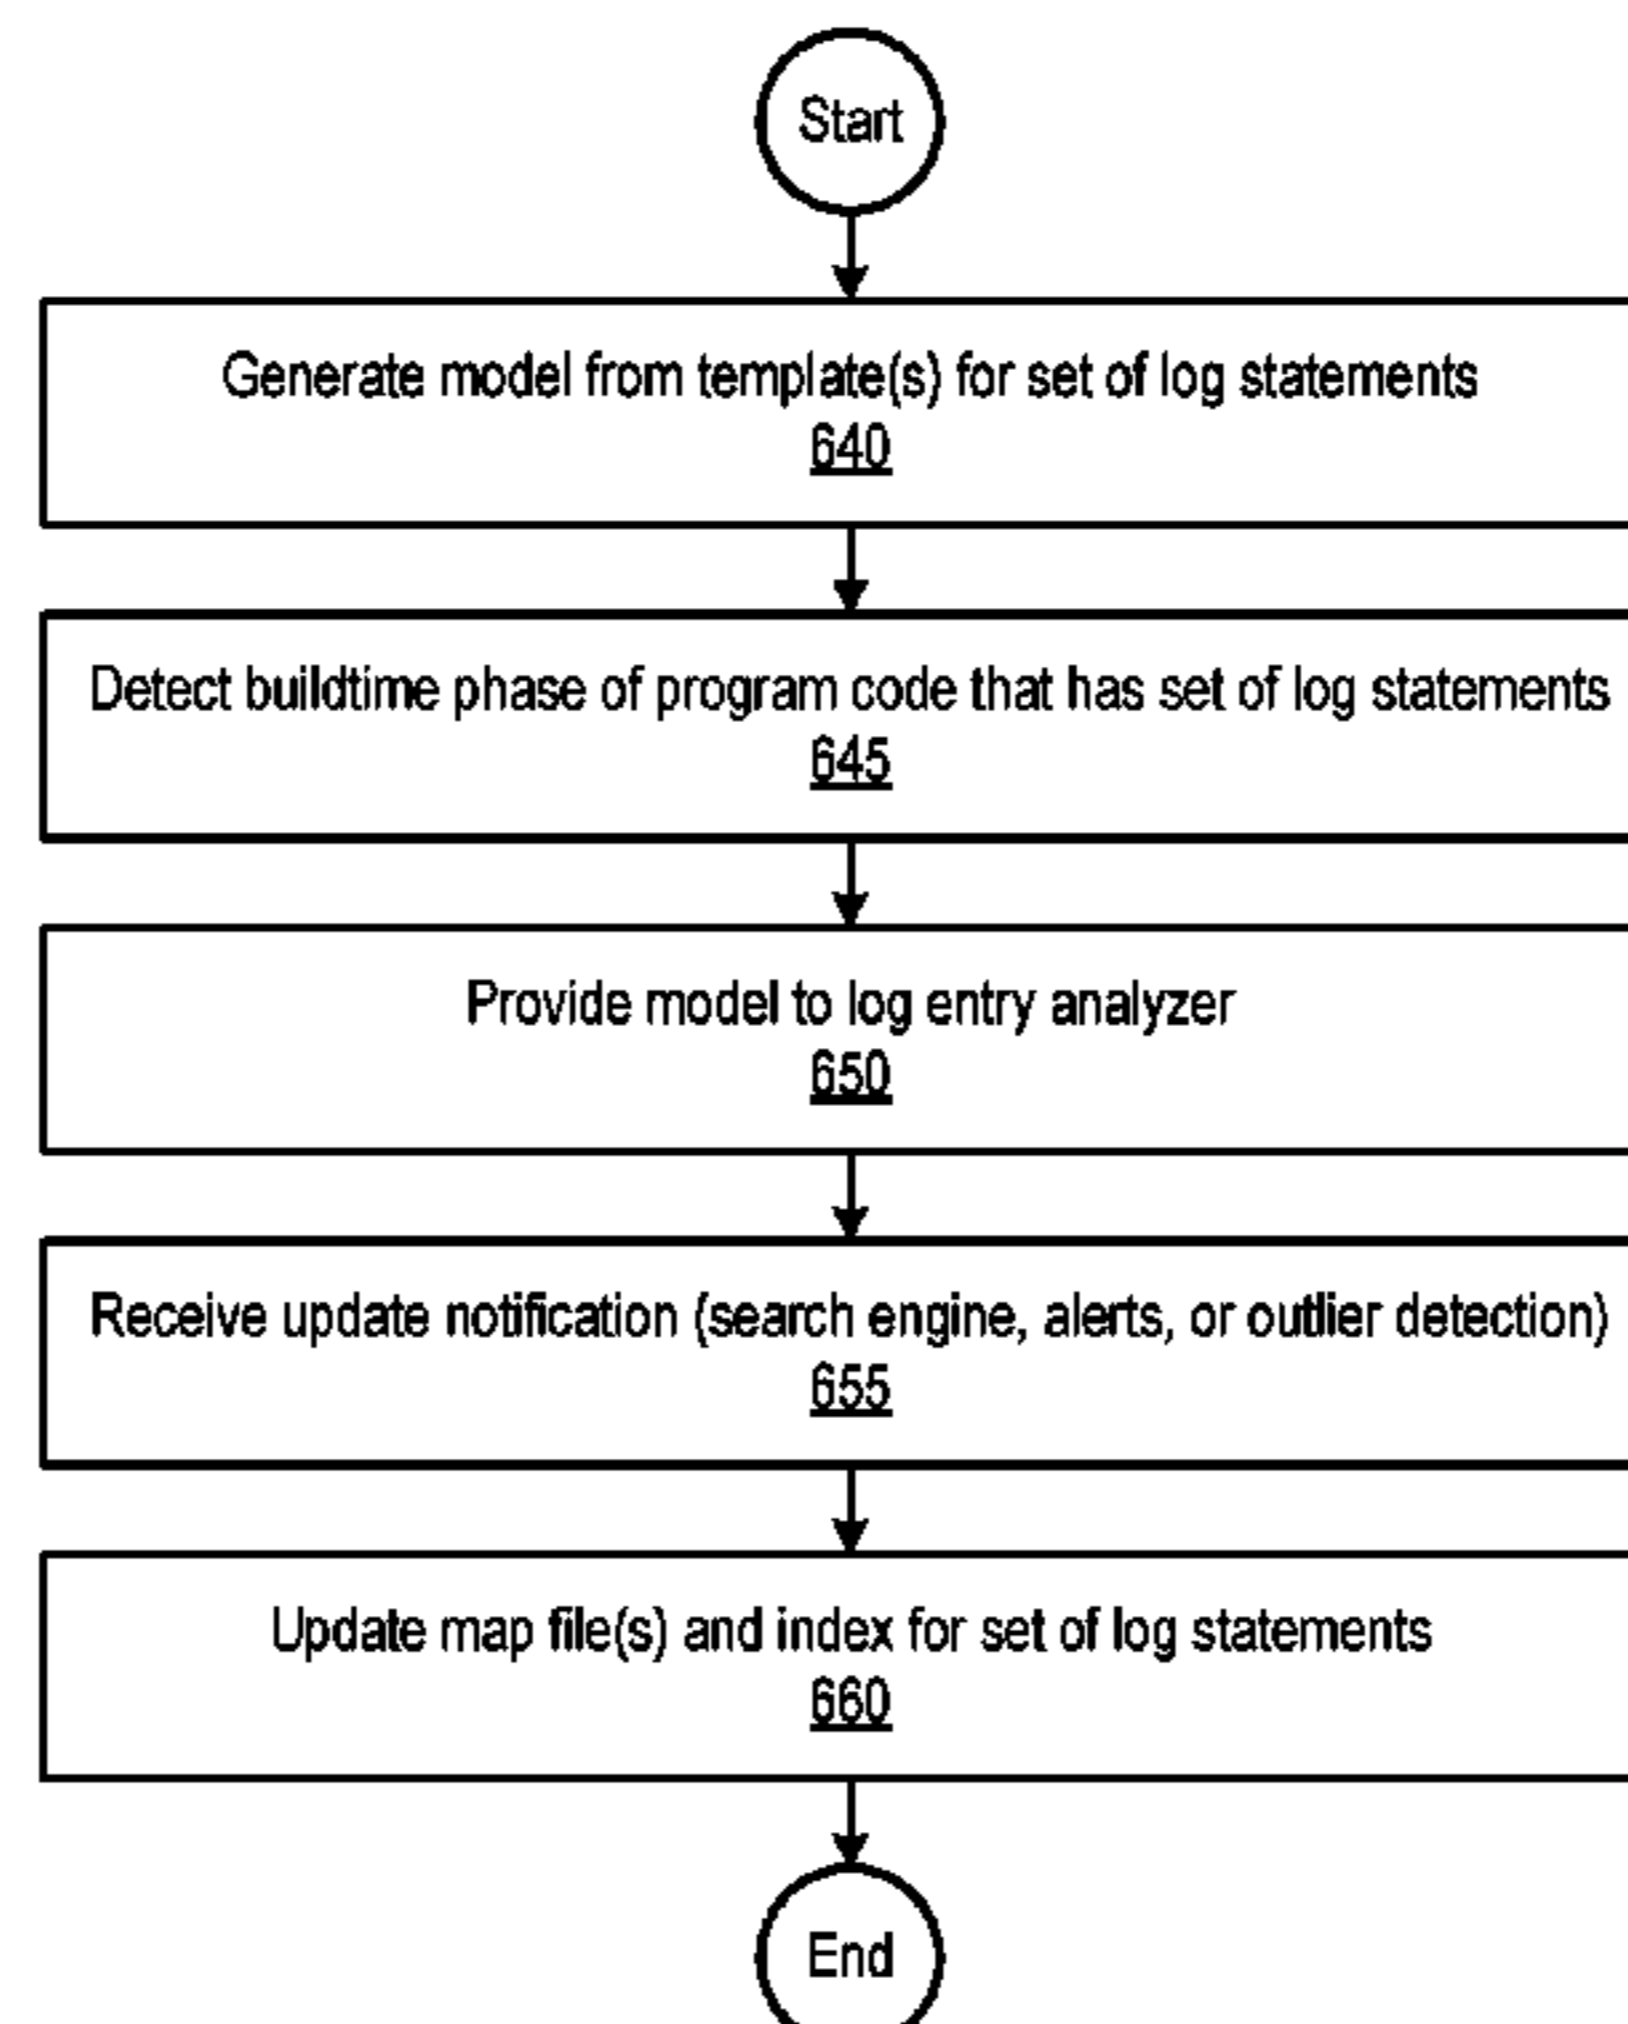 Start
Generate model from template(s) for set of log statements
640
Detect buildtime phase of program code that has set of log statements
645
Provide model to log entry analyzer
650
Receive update notification (search engine, alerts, or outlier detection)
655
Update map file(s) and index for set of log statements
660
End